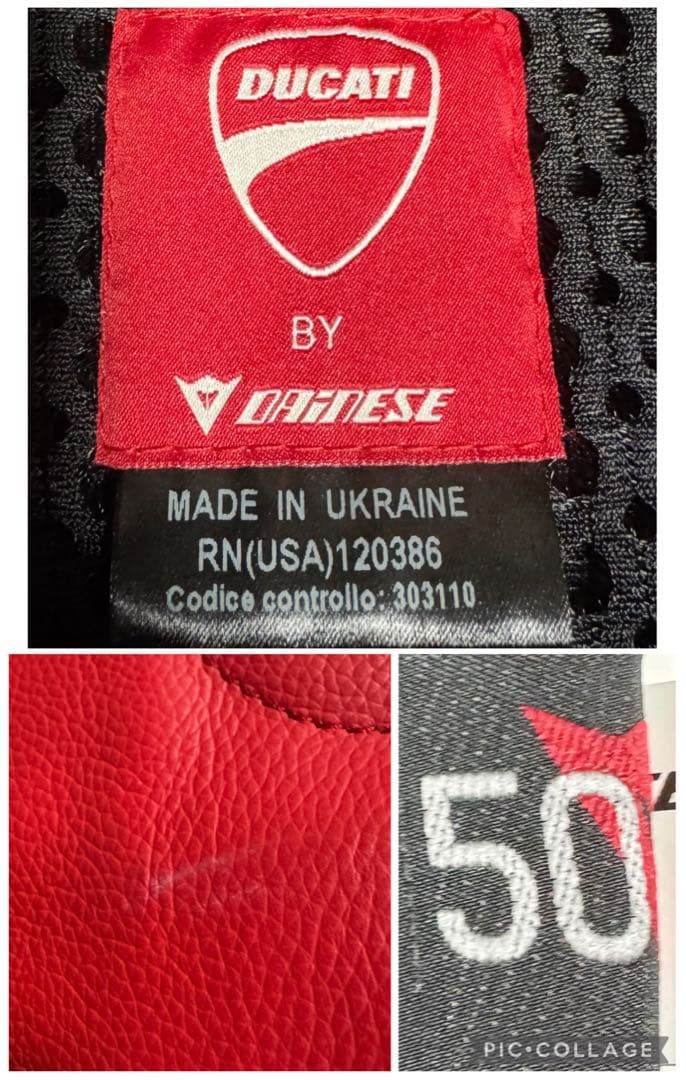 DUCATI
BY
DAINESE
MADE IN UKRAINE
RN(USA)120386
Codice controllo: 303110
50
PIC•COLLAGE